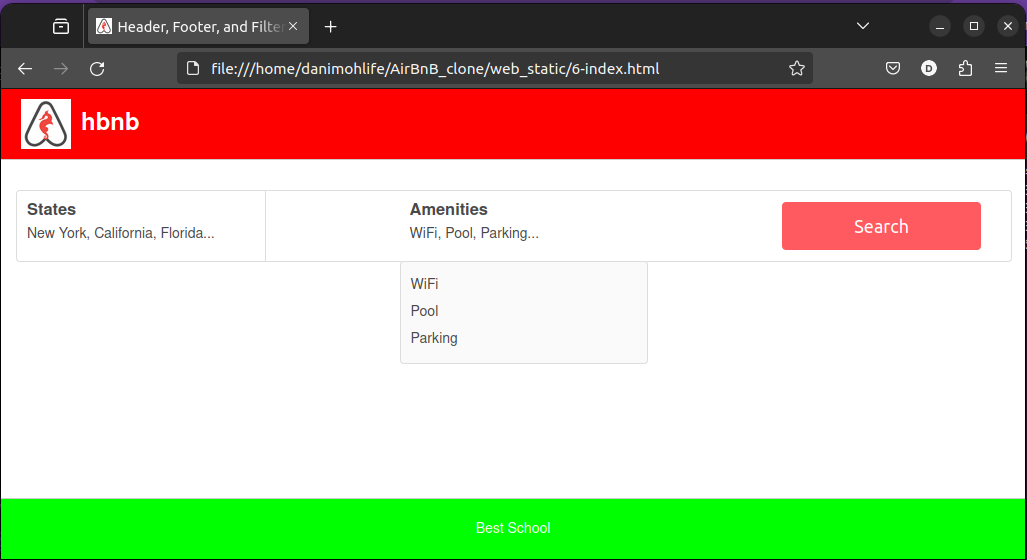 Header, Footer, and Filter
file:///home/danimohlife/AirBnB_clone/web_static/6-index.html
D
hbnb
States
New York, California, Florida...
Amenities
WiFi, Pool, Parking...
Search
WiFi
Pool
Parking
Best School